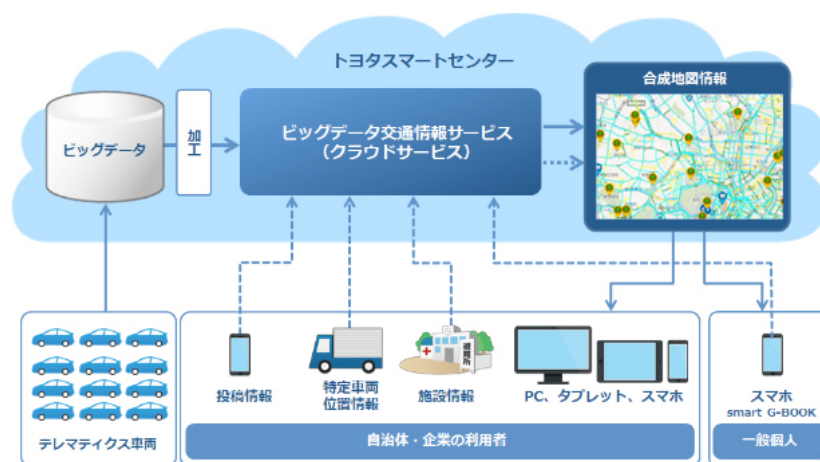 トヨタスマートセンター
合成地図情報
ビッグデータ
加工
ビッグデータ交通情報サービス
（クラウドサービス）
避難所
投稿情報
特定車両
位置情報
施設情報
PC、タブレット、スマホ
スマホ
smart G-BOOK
テレマティクス車両
自治体・企業の利用者
一般個人